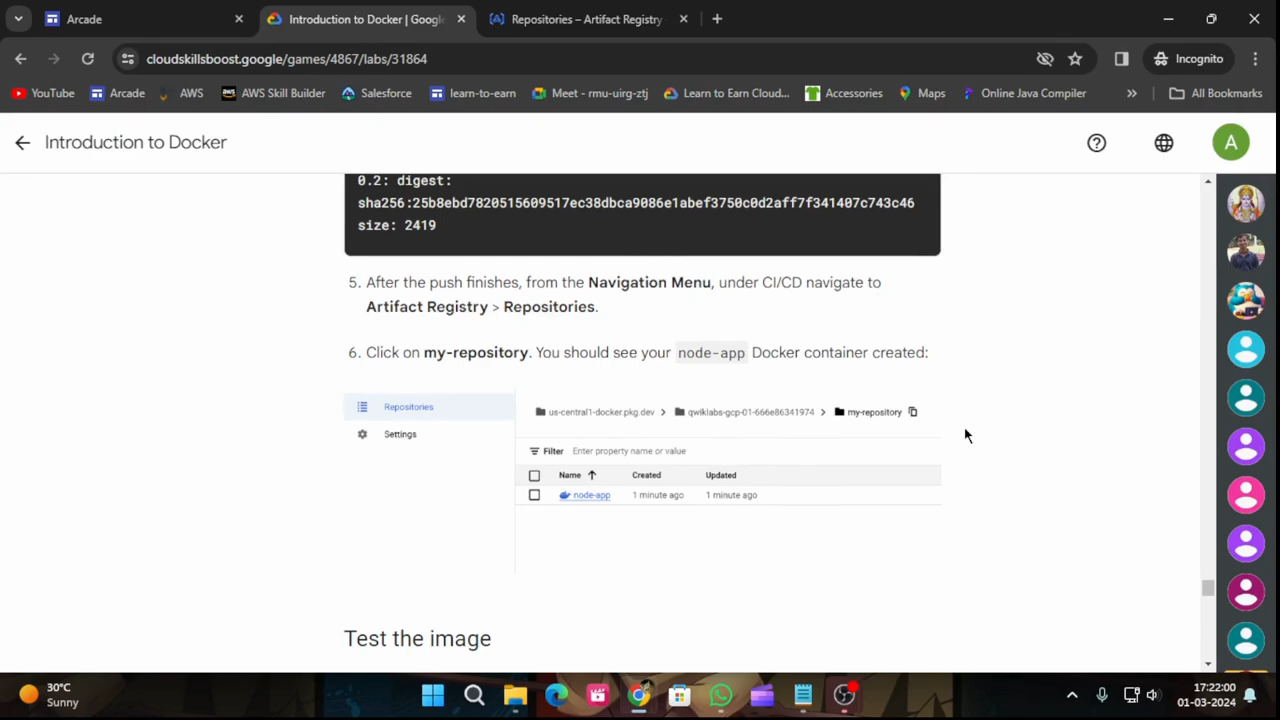 Arcade
Introduction to Docker | Google
Repositories – Artifact Registry
cloudskillsboost.google/games/4867/labs/31864
Incognito
YouTube
Arcade
AWS
AWS Skill Builder
Salesforce
learn-to-earn
Meet - rmu-uirg-ztj
Learn to Earn Cloud...
Accessories
Maps
Online Java Compiler
All Bookmarks
Introduction to Docker
A
0.2: digest:
sha256:25b8ebd7820515609517ec38dbca9086e1abef3750c0d2aff7f341407c743c46
size: 2419
5. After the push finishes, from the Navigation Menu, under CI/CD navigate to
Artifact Registry > Repositories.
6. Click on my-repository. You should see your node-app Docker container created:
Repositories
Settings
us-central1-docker.pkg.dev > qwiklabs-gcp-01-666e86341974 > my-repository
Filter Enter property name or value
Name Created Updated
node-app 1 minute ago 1 minute ago
Test the image
30°C
Sunny
17:22:00
01-03-2024